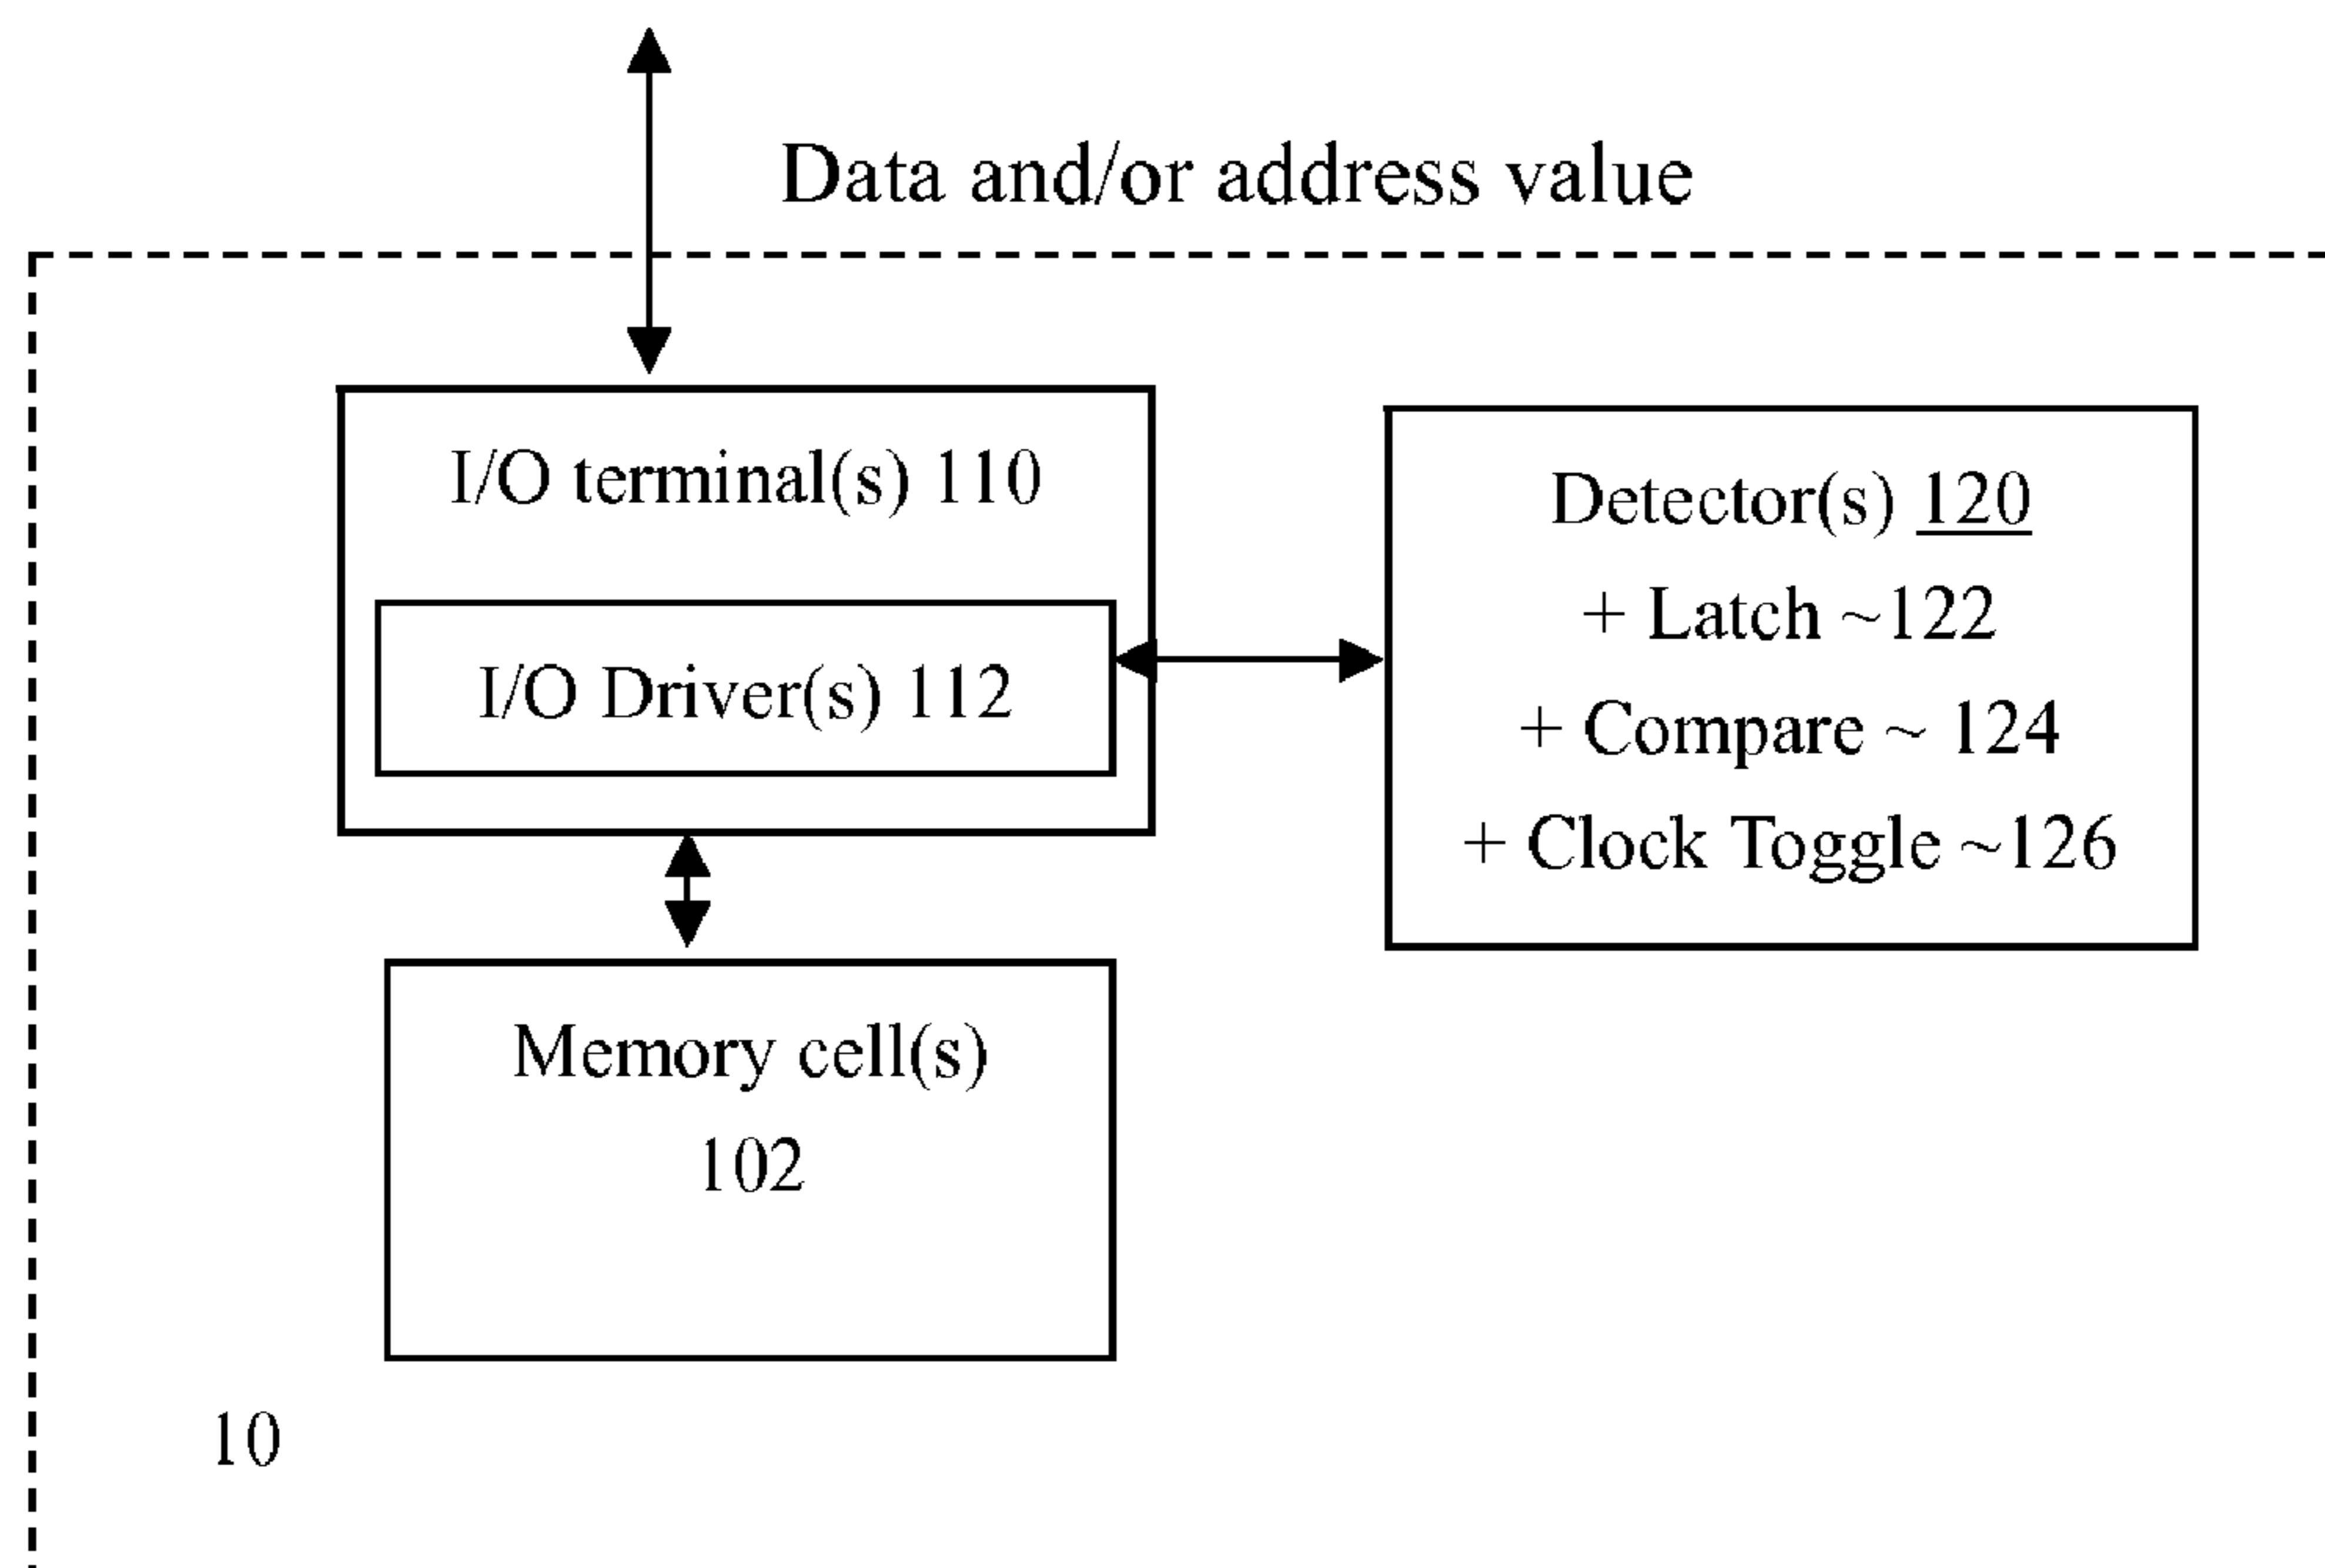 Data and/or address value
I/O terminal(s) 110
I/O Driver(s) 112
Detector(s) 120
+ Latch ~122
+ Compare ~ 124
+ Clock Toggle ~126
Memory cell(s)
102
10